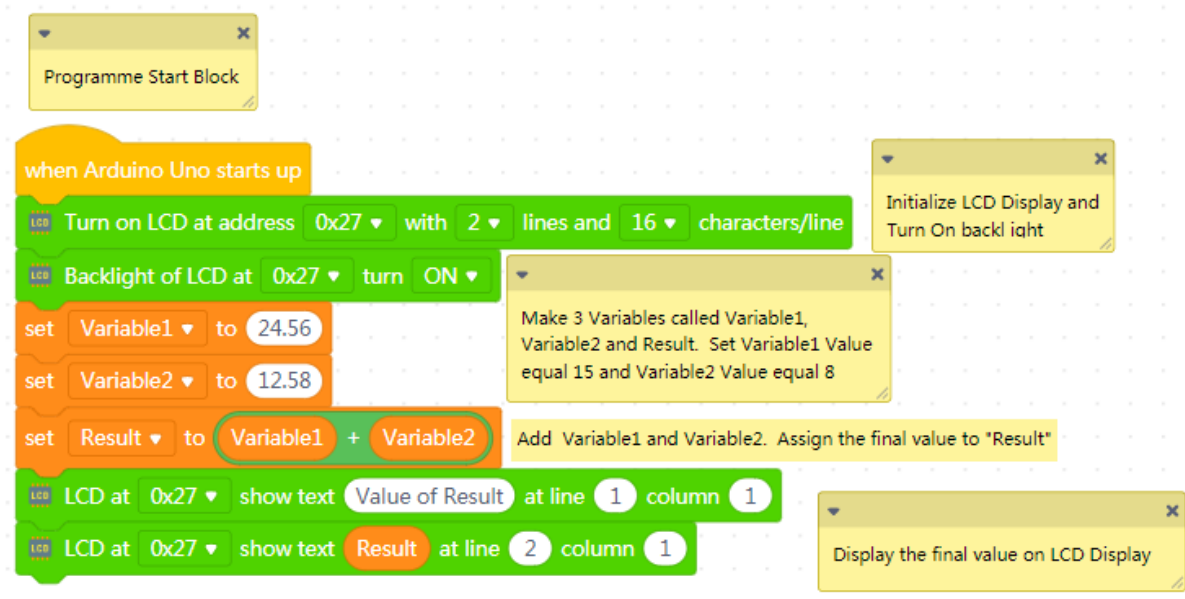 Programme Start Block
when Arduino Uno starts up
LCD Turn on LCD at address 0x27 with 2 lines and 16 characters/line
Initialize LCD Display and
Turn On backl ight
LCD Backlight of LCD at 0x27 turn ON
set Variable1 to 24.56
Make 3 Variables called Variable1,
Variable2 and Result. Set Variable1 Value
equal 15 and Variable2 Value equal 8
set Variable2 to 12.58
set Result to Variable1 + Variable2
Add Variable1 and Variable2. Assign the final value to "Result"
LCD LCD at 0x27 show text Value of Result at line 1 column 1
LCD LCD at 0x27 show text Result at line 2 column 1
Display the final value on LCD Display